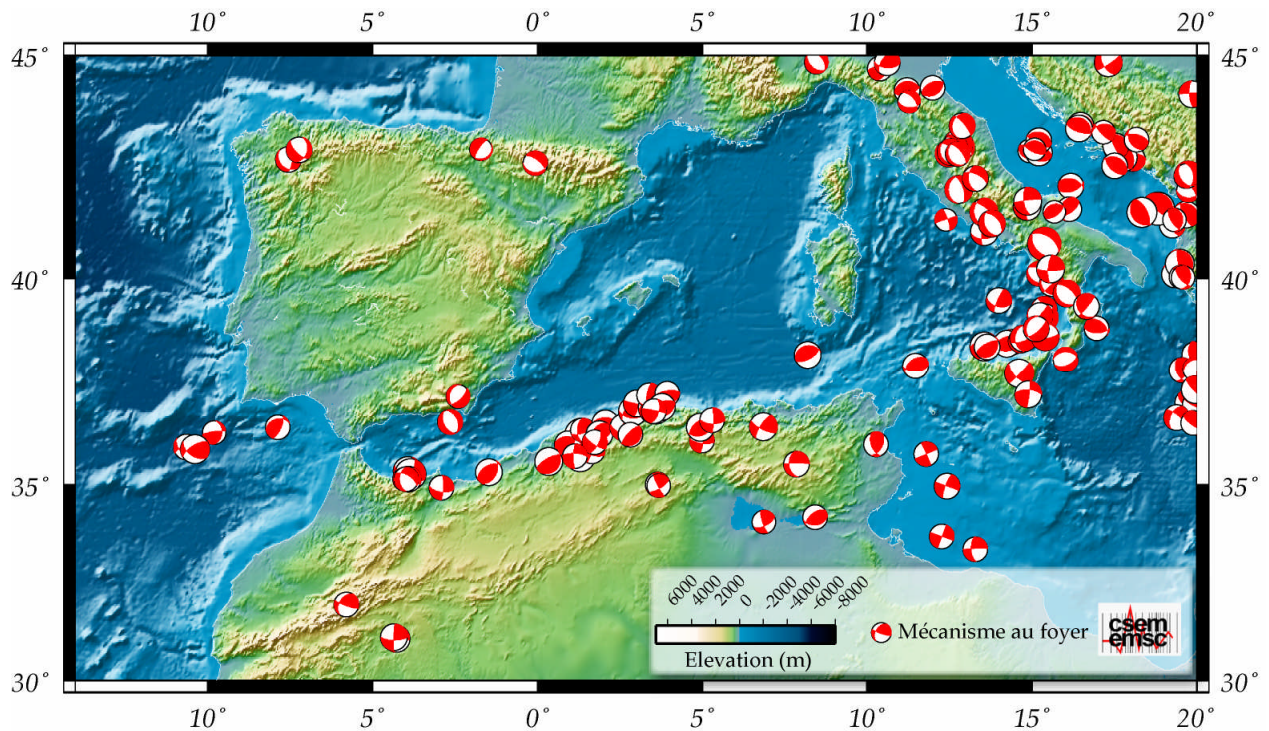 10° 5° 0° 5° 10° 15° 20°
45° 45°
40° 40°
35° 35°
30° 30°
6000 4000 2000 0 -2000 -4000 -6000 -8000
Elevation (m)
Mécanisme au foyer
csem
emsc
10° 5° 0° 5° 10° 15° 20°